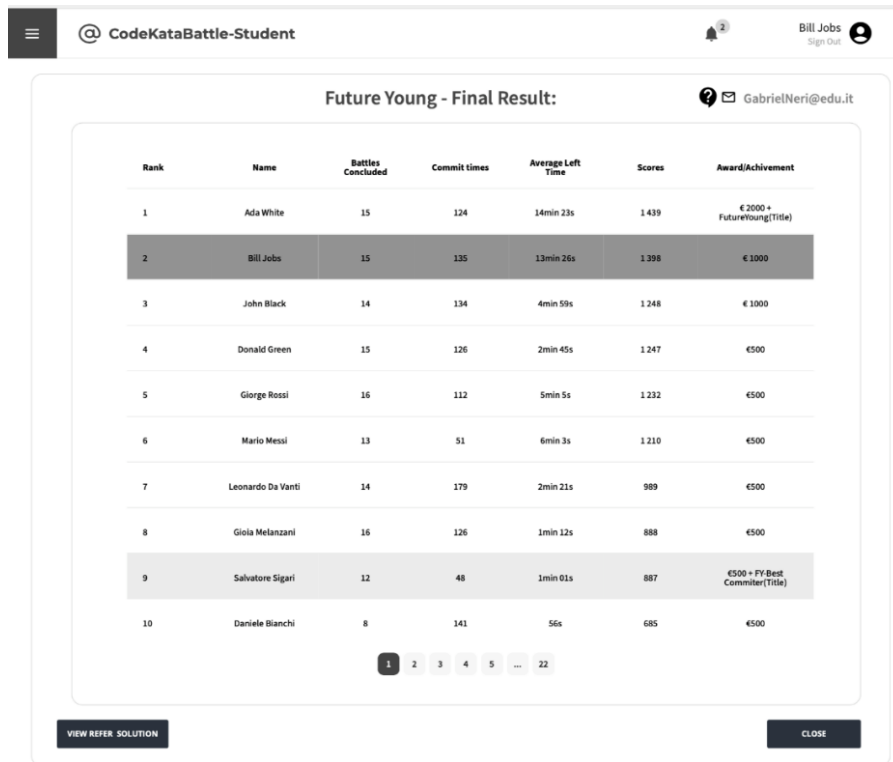 @ CodeKataBattle-Student
2
Bill Jobs
Sign Out
Future Young - Final Result:
? GabrielNeri@edu.it
Rank Name Battles Concluded Commit times Average Left Time Scores Award/Achivement
1 Ada White 15 124 14min 23s 1 439 € 2000 + FutureYoung(Title)
2 Bill Jobs 15 135 13min 26s 1 398 € 1000
3 John Black 14 134 4min 59s 1 248 € 1000
4 Donald Green 15 126 2min 45s 1 247 €500
5 Giorge Rossi 16 112 5min 5s 1 232 €500
6 Mario Messi 13 51 6min 3s 1 210 €500
7 Leonardo Da Vanti 14 179 2min 21s 989 €500
8 Gioia Melanzani 16 126 1min 12s 888 €500
9 Salvatore Sigari 12 48 1min 01s 887 €500 + FY-Best Commiter(Title)
10 Daniele Bianchi 8 141 56s 685 €500
1 2 3 4 5 ... 22
VIEW REFER SOLUTION
CLOSE